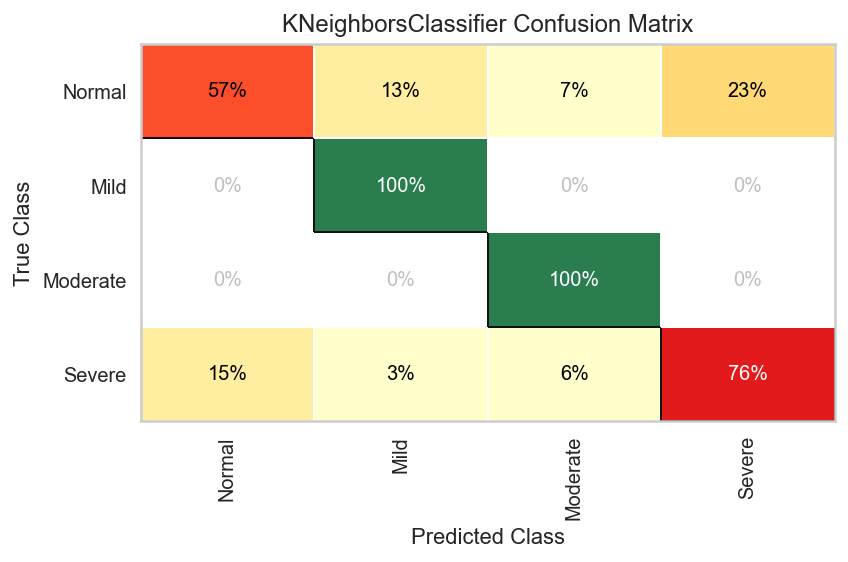 KNeighborsClassifier Confusion Matrix
True Class
Normal 57% 13% 7% 23%
Mild 0% 100% 0% 0%
Moderate 0% 0% 100% 0%
Severe 15% 3% 6% 76%
Normal Mild Moderate Severe
Predicted Class